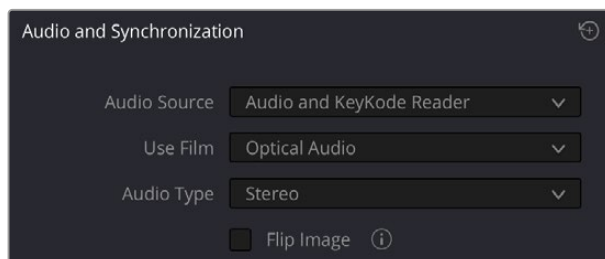 Audio and Synchronization
Audio Source Audio and KeyKode Reader
Use Film Optical Audio
Audio Type Stereo
Flip Image